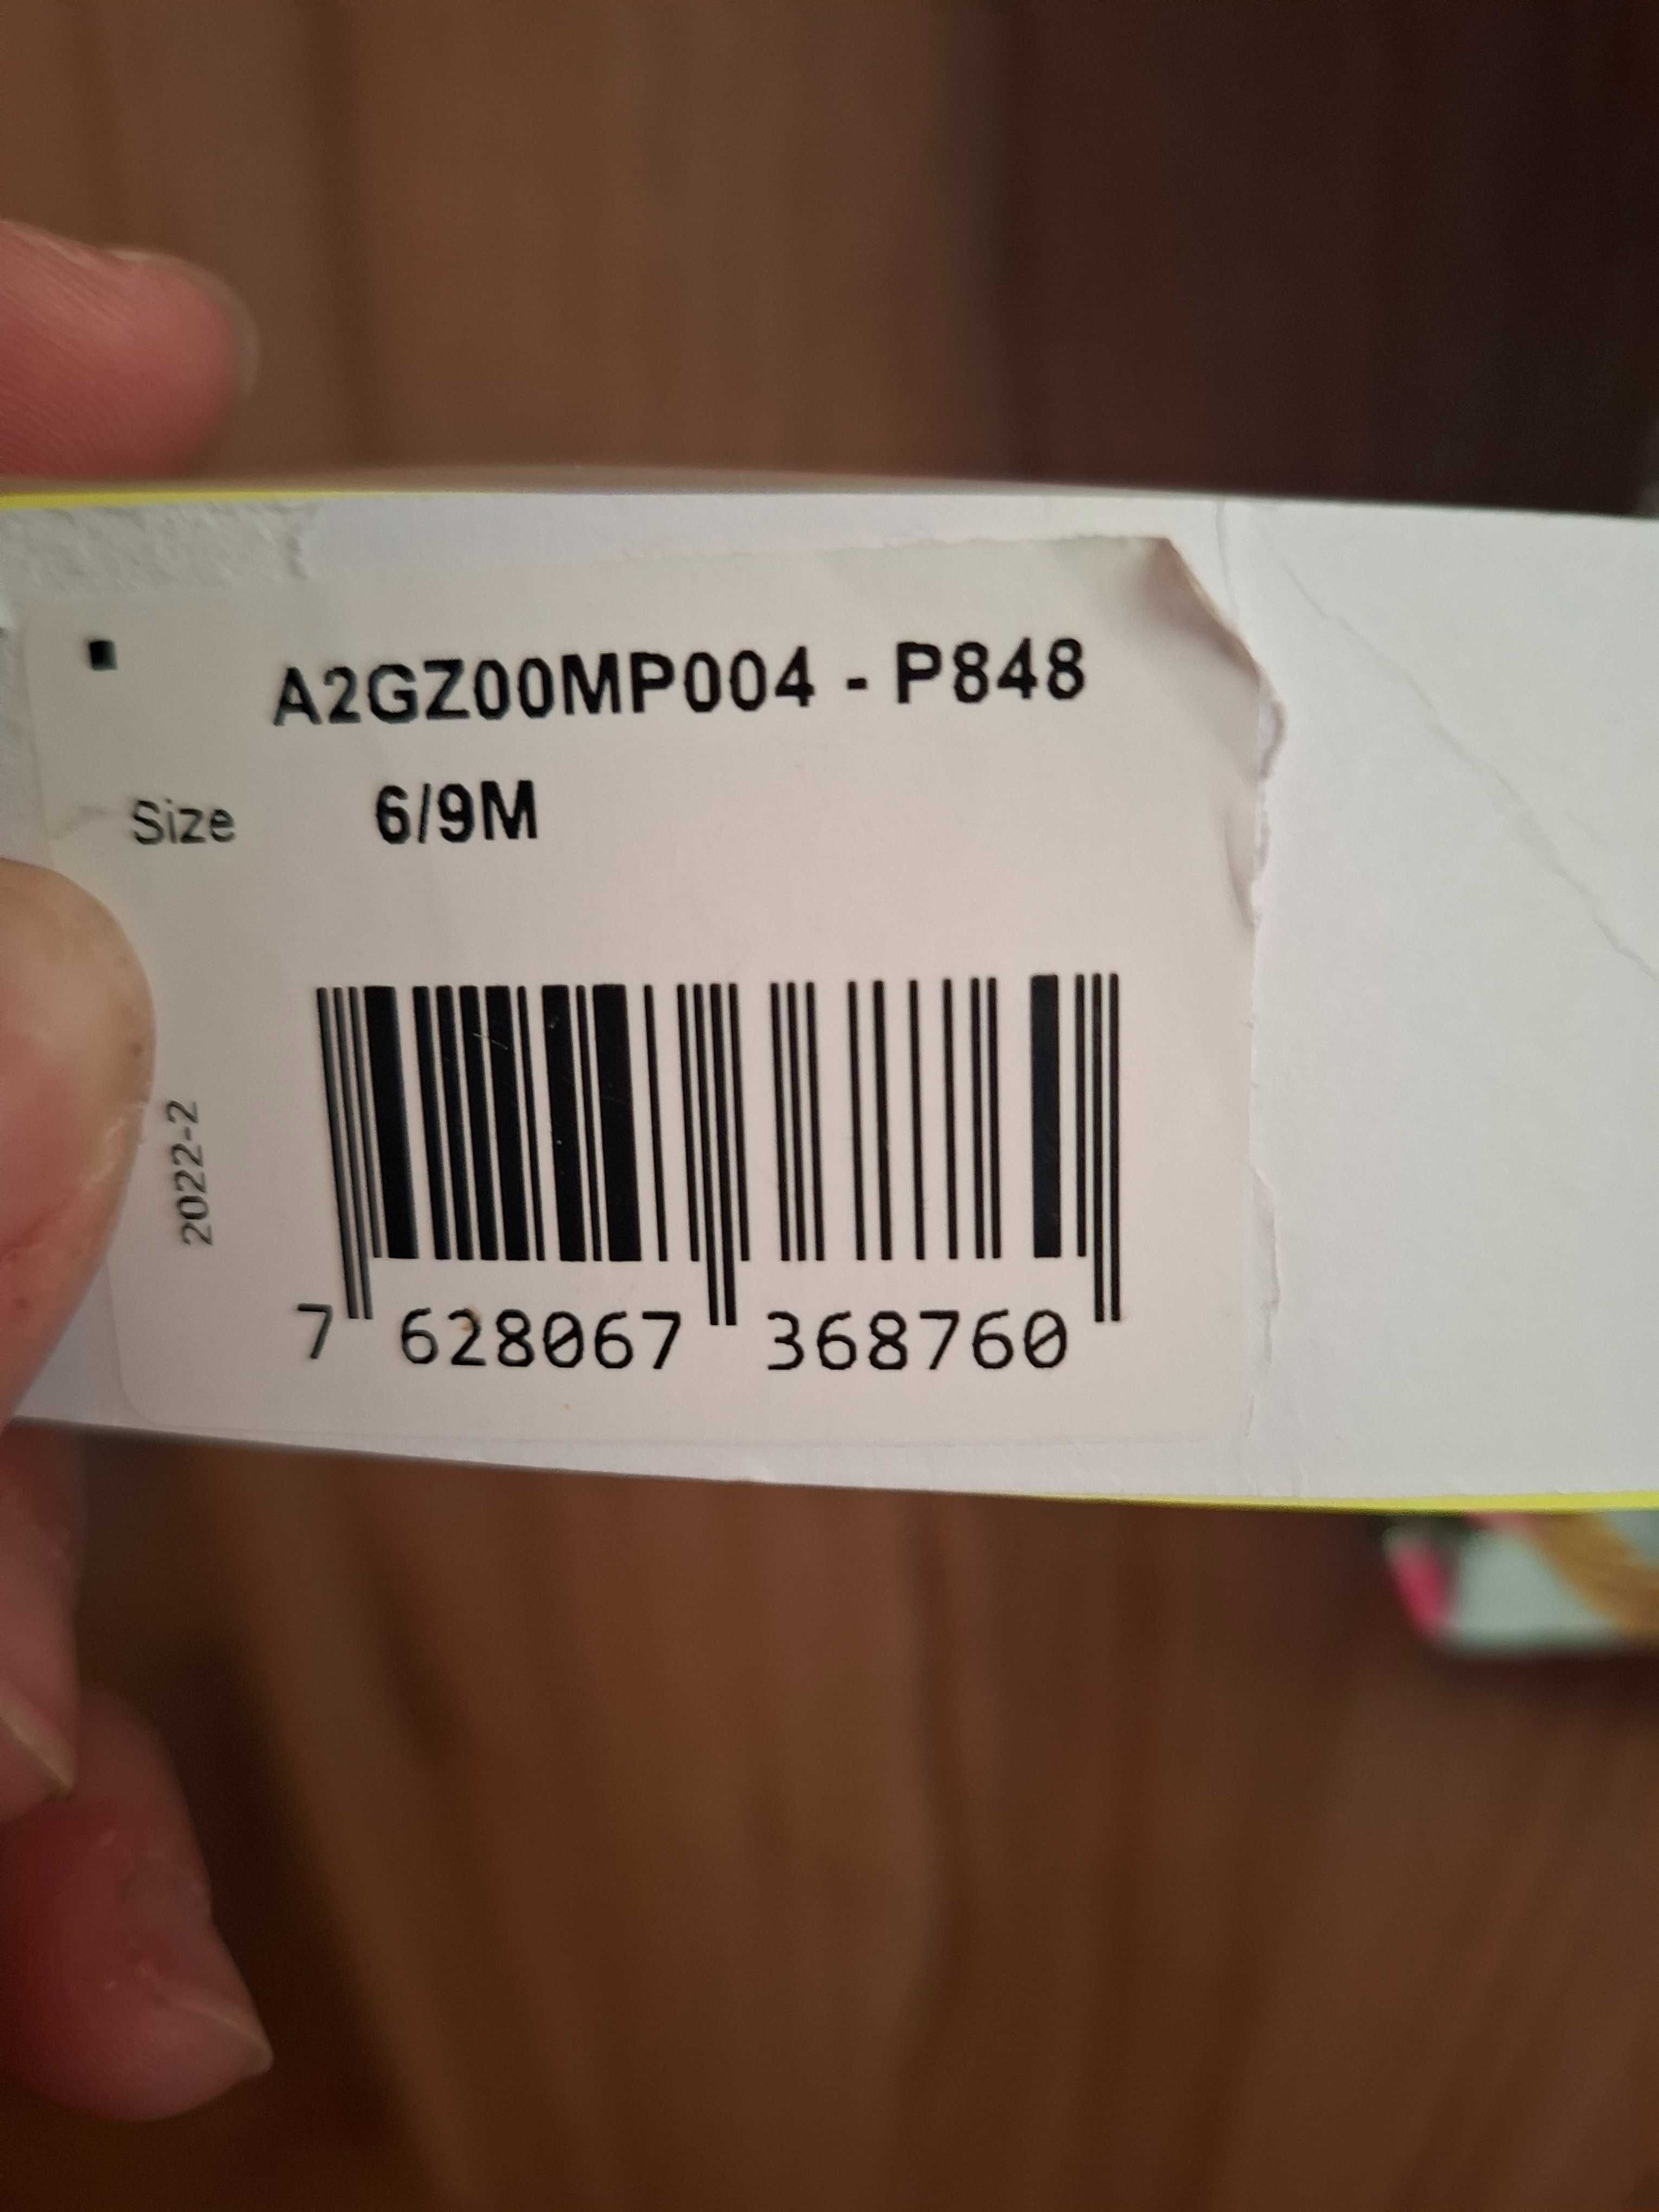 A2GZ00MP004 - P848
Size 6/9M
2022-2
7 628067 368760